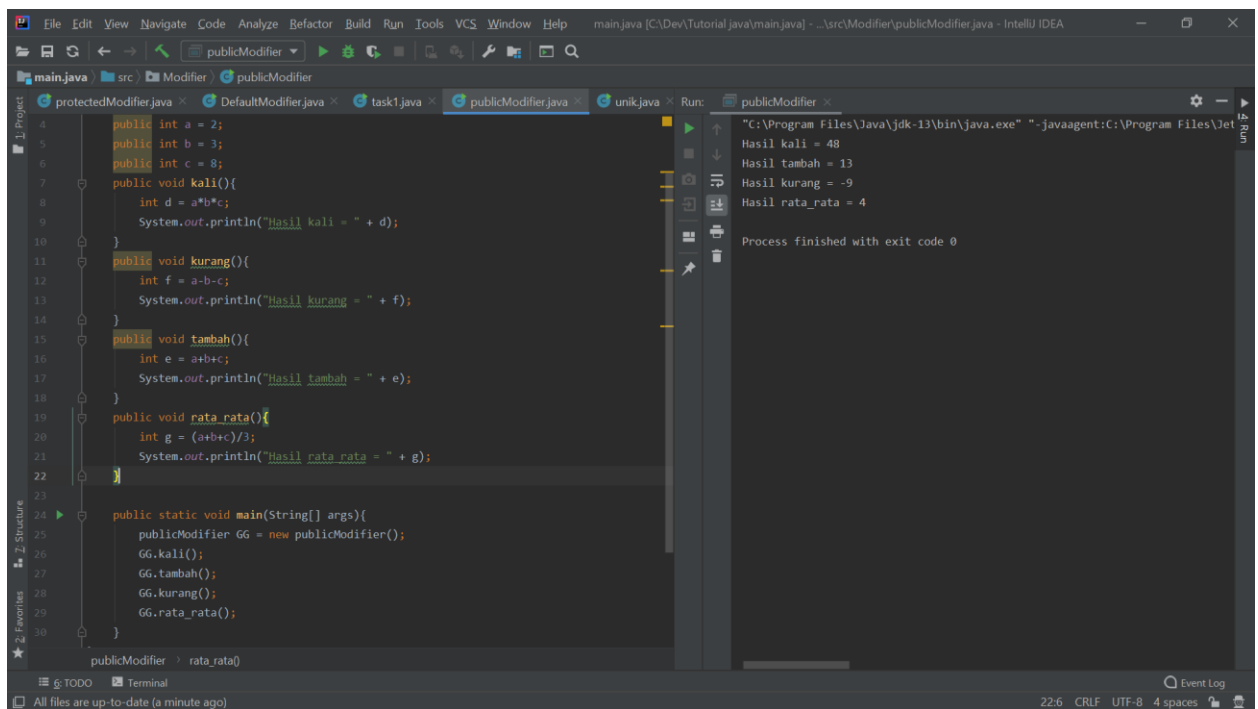 File Edit View Navigate Code Analyze Refactor Build Run Tools VCS Window Help main.java [C:\Dev\Tutorial java\main.java] - ...\src\Modifier\publicModifier.java - IntelliJ IDEA
publicModifier
main.java src Modifier publicModifier
protectedModifier.java DefaultModifier.java task1.java publicModifier.java unik.java Run: publicModifier
1: Project
4: Run
7: Structure
2: Favorites
4 public int a = 2;
5 public int b = 3;
6 public int c = 8;
7 public void kali(){
8 int d = a*b*c;
9 System.out.println("Hasil kali = " + d);
10 }
11 public void kurang(){
12 int f = a-b-c;
13 System.out.println("Hasil kurang = " + f);
14 }
15 public void tambah(){
16 int e = a+b+c;
17 System.out.println("Hasil tambah = " + e);
18 }
19 public void rata_rata(){
20 int g = (a+b+c)/3;
21 System.out.println("Hasil rata_rata = " + g);
22 }
23
24 public static void main(String[] args){
25 publicModifier GG = new publicModifier();
26 GG.kali();
27 GG.tambah();
28 GG.kurang();
29 GG.rata_rata();
30 }
publicModifier rata_rata()
"C:\Program Files\Java\jdk-13\bin\java.exe" "-javaagent:C:\Program Files\Jet
Hasil kali = 48
Hasil tambah = 13
Hasil kurang = -9
Hasil rata_rata = 4
Process finished with exit code 0
6: TODO Terminal Event Log
All files are up-to-date (a minute ago) 22:6 CRLF UTF-8 4 spaces